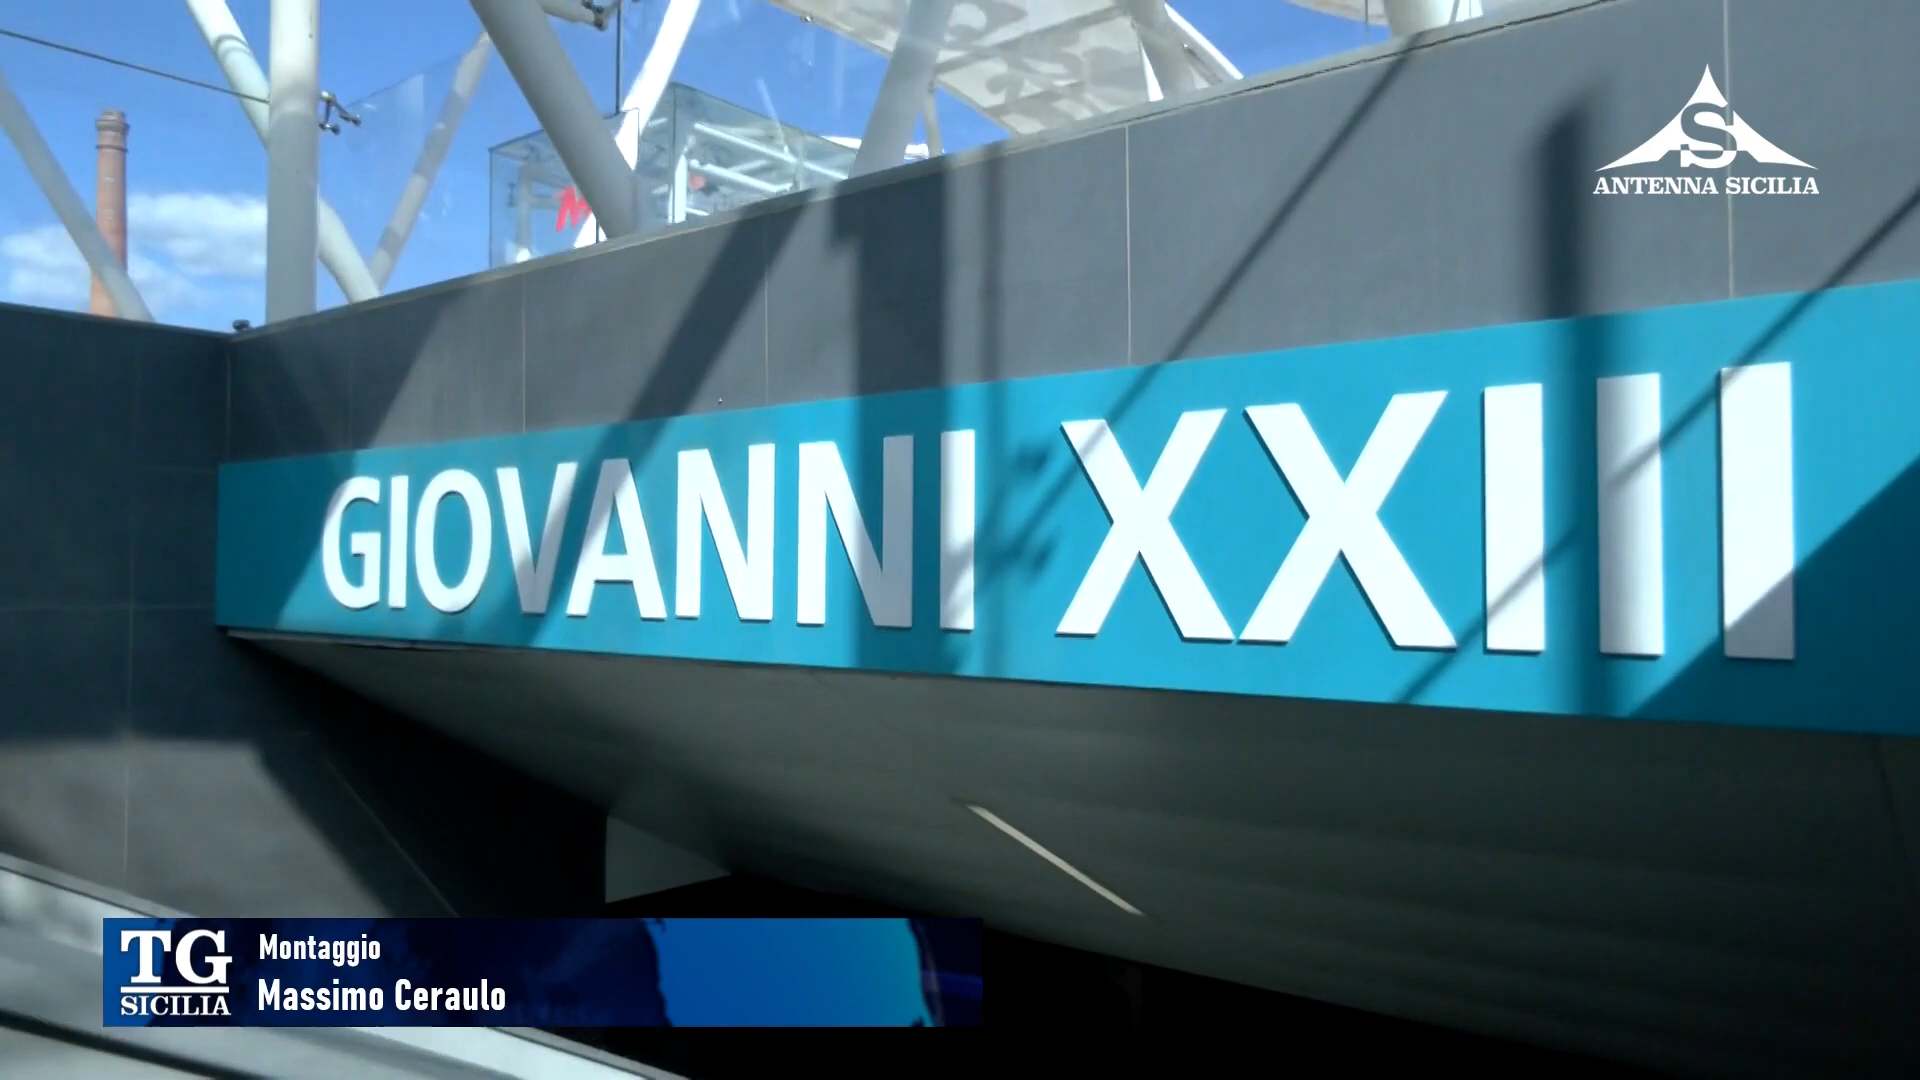 M
S
ANTENNA SICILIA
GIOVANNI XXIII
TG
SICILIA
Montaggio
Massimo Ceraulo